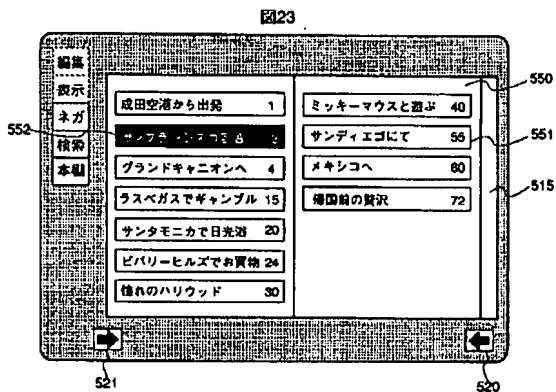 図23
編集
表示
ネガ
検索
本棚
成田空港から出発 1
グランドキャニオンへ 4
ラスベガスでギャンブル 15
サンタモニカで日光浴 20
ビバリーヒルズでお買物 24
憧れのハリウッド 30
ミッキーマウスと遊ぶ 40
サンディエゴにて 55
メキシコへ 60
帰国前の贅沢 72
550
551
552
515
521
520